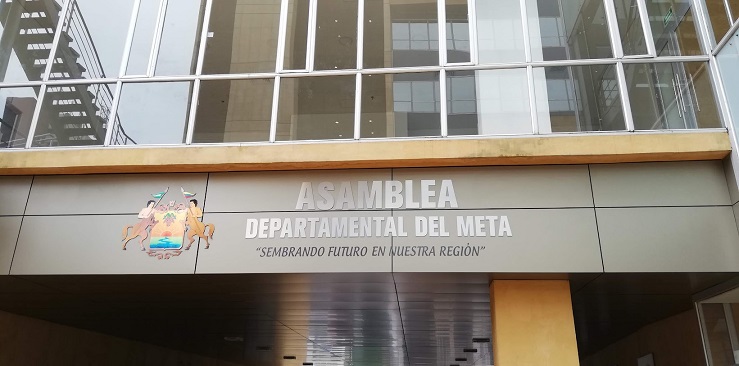 ASAMBLEA
DEPARTAMENTAL DEL META
"SEMBRANDO FUTURO EN NUESTRA REGIÓN"